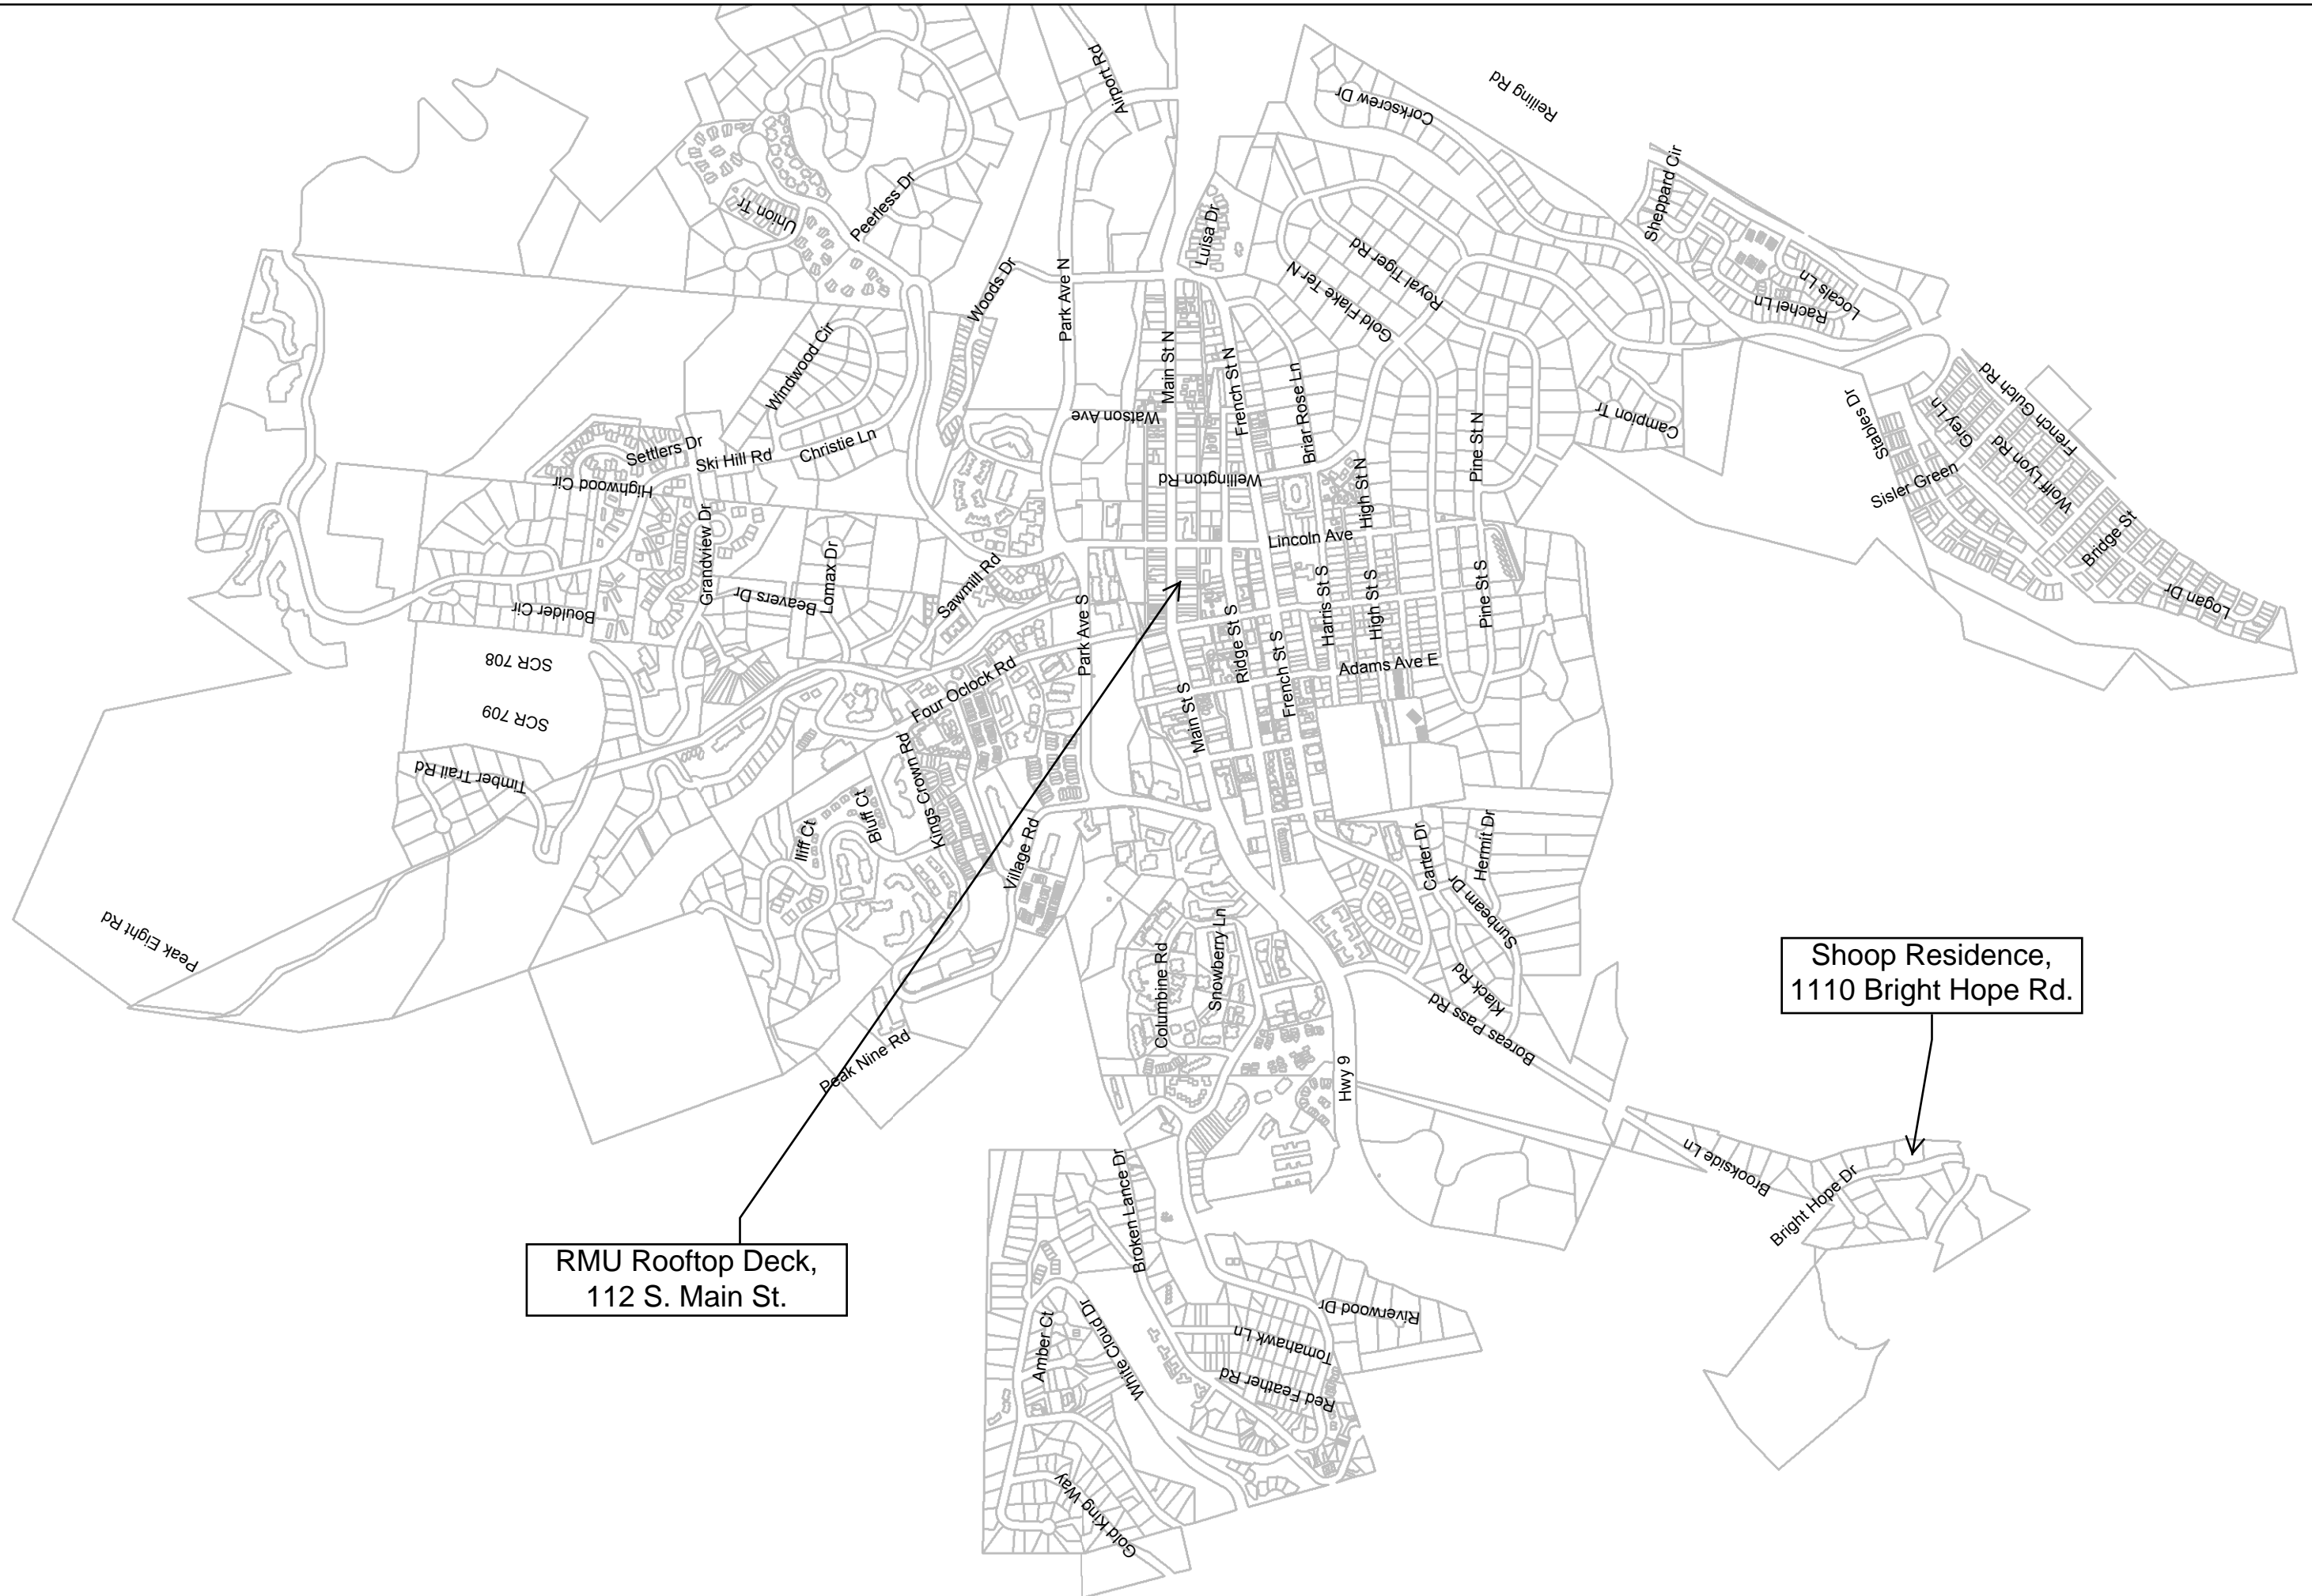 Airport Rd
Reiling Rd
Corkscrew Dr
Sheppard Cir
Peerless Dr
Union Tr
Luisa Dr
Royal Tiger Rd
Gold Flake Ter N
Locals Ln
Rachel Ln
Woods Dr
Park Ave N
Main St N
French St N
Windwood Cir
Briar Rose Ln
Watson Ave
Campion Tr
French Gulch Rd
Stables Dr
Grey Ln
Wolff Lyon Rd
Sisler Green
Bridge St
Logan Dr
Settlers Dr
Ski Hill Rd
Christie Ln
Highwood Cir
Wellington Rd
High St N
Pine St N
Lincoln Ave
Grandview Dr
Lomax Dr
Beavers Dr
Sawmill Rd
Boulder Cir
Park Ave S
Ridge St S
Harris St S
High St S
Pine St S
SCR 708
SCR 709
Four Oclock Rd
French St S
Adams Ave E
Main St S
Timber Trail Rd
Kings Crown Rd
Bluff Ct
Iliff Ct
Village Rd
Carter Dr
Hermit Dr
Sunbeam Dr
Peak Eight Rd
Columbine Rd
Snowberry Ln
Klack Rd
Boreas Pass Rd
Shoop Residence,
1110 Bright Hope Rd.
Peak Nine Rd
Hwy 9
Brookside Ln
Bright Hope Dr
Broken Lance Dr
RMU Rooftop Deck,
112 S. Main St.
Amber Ct
White Cloud Dr
Riverwood Dr
Tomahawk Ln
Red Feather Rd
Gold King Way